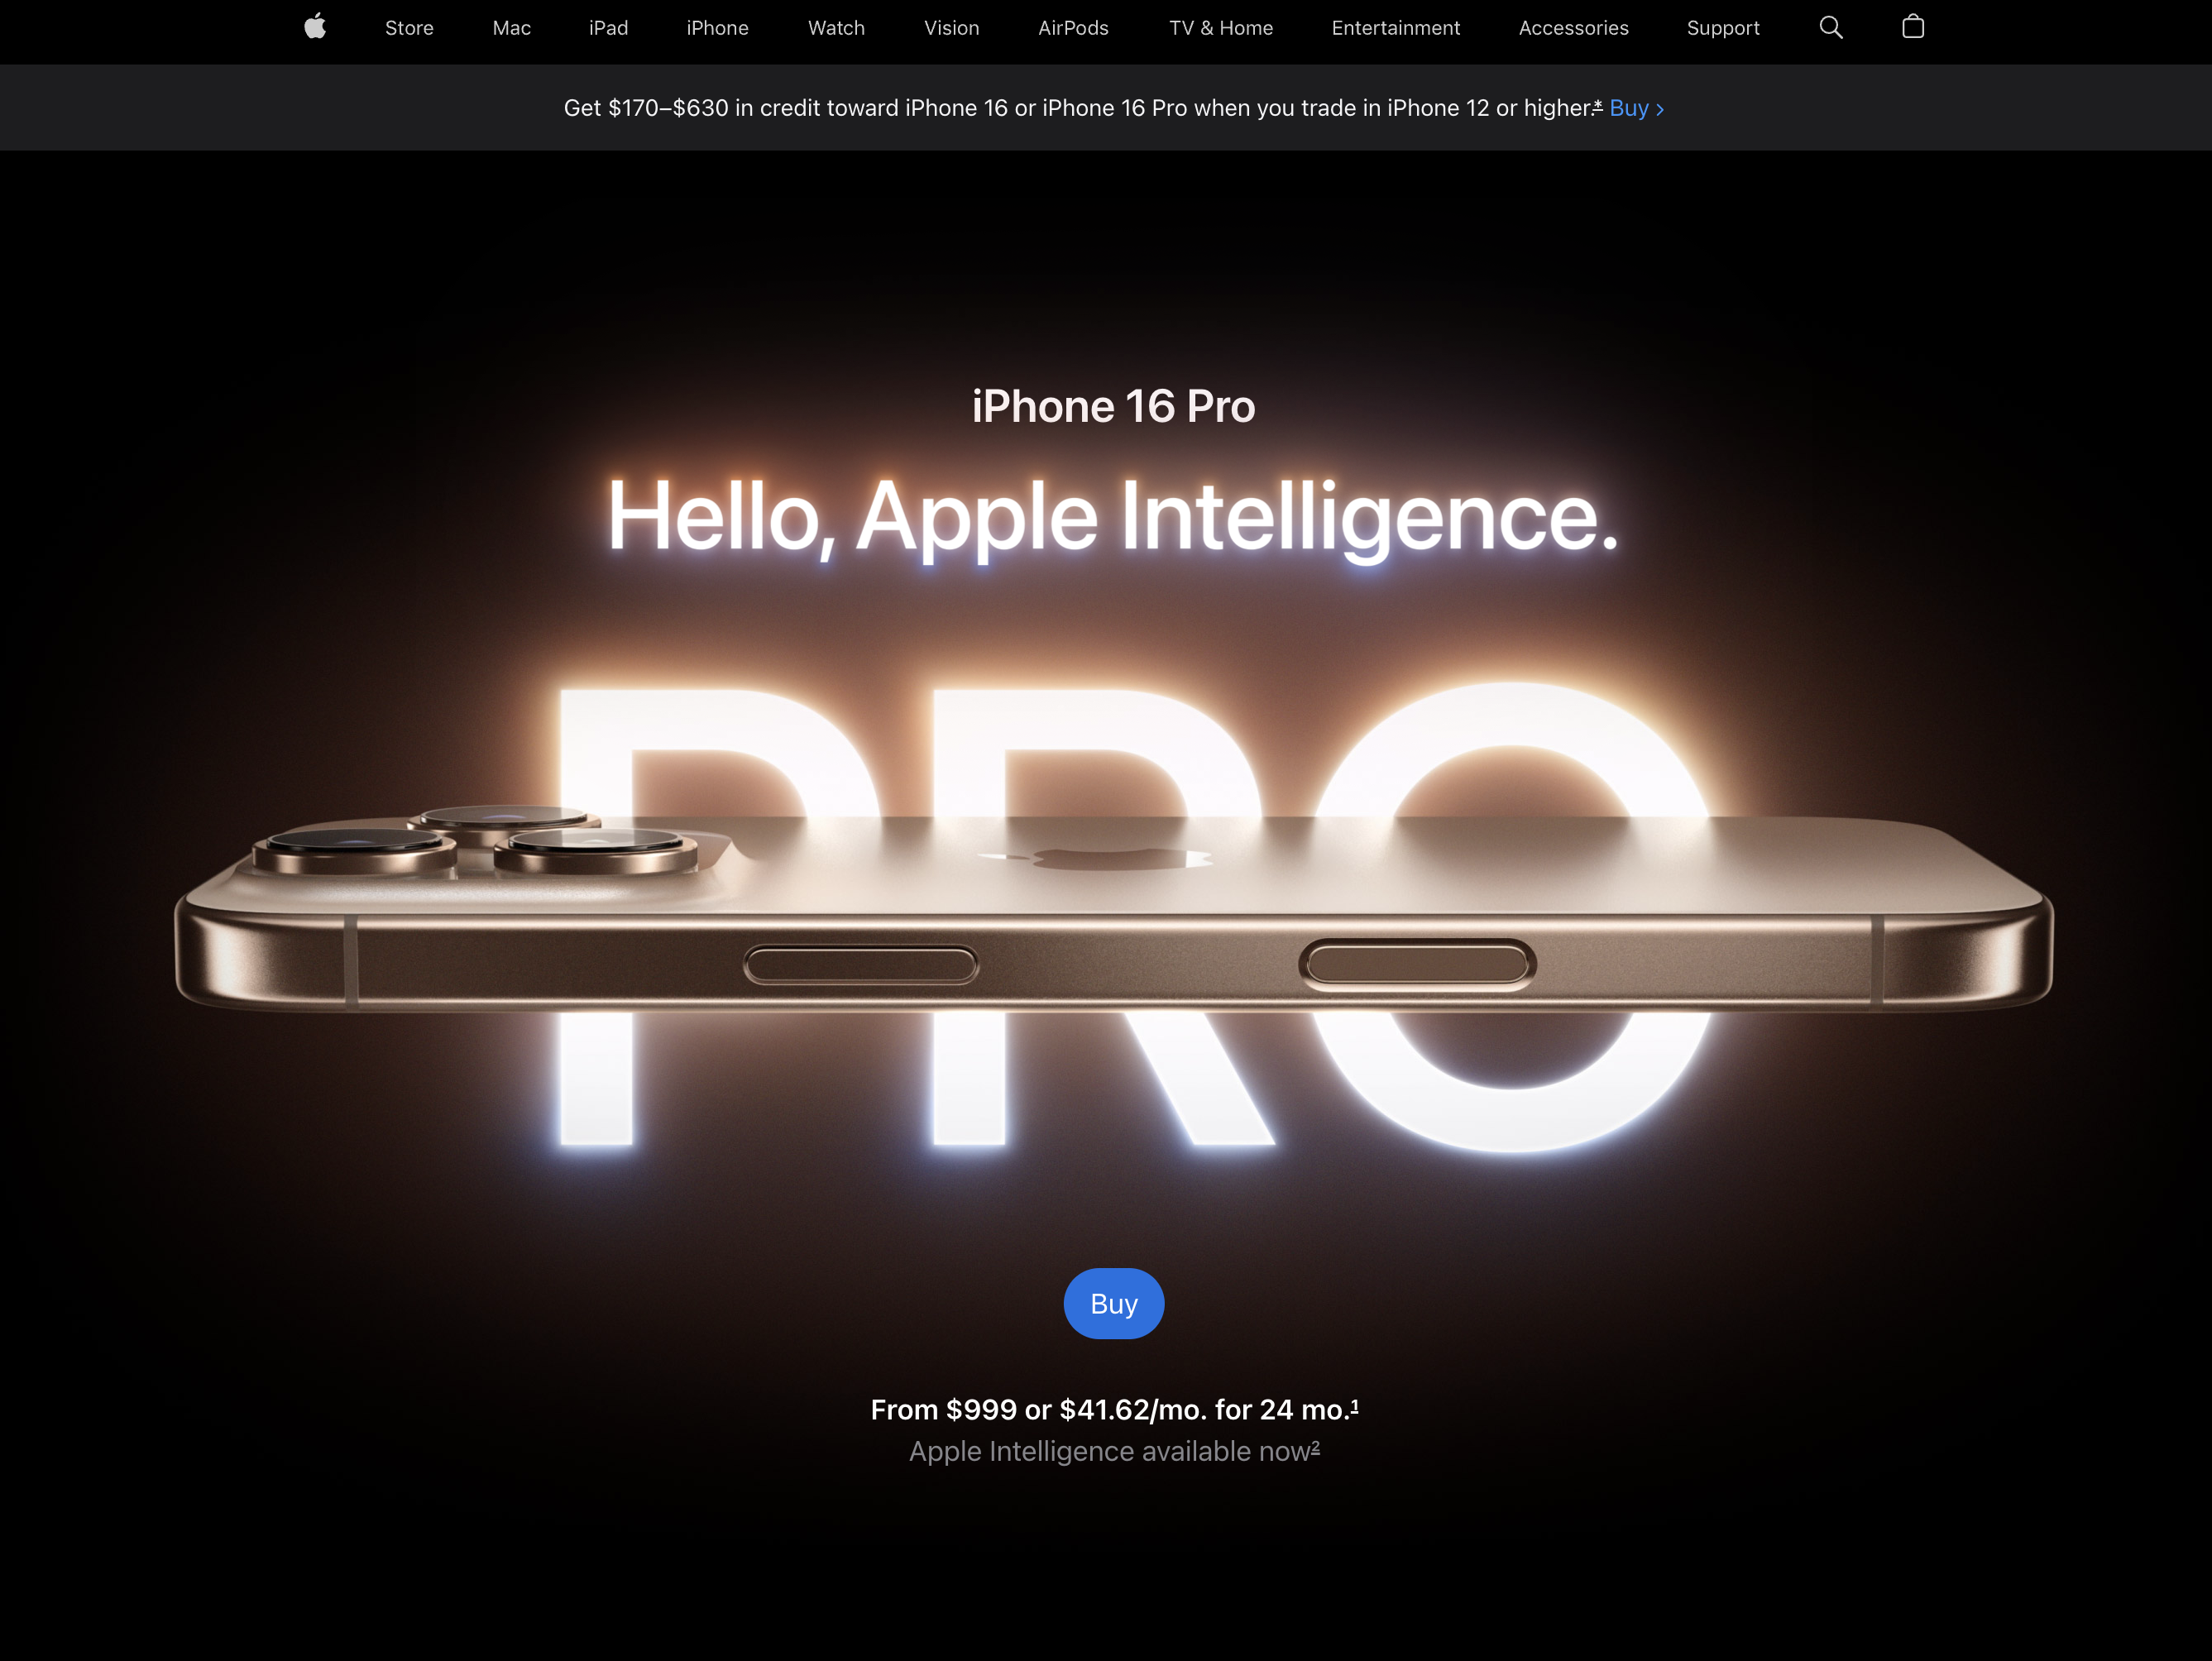 Store Mac iPad iPhone Watch Vision AirPods TV & Home Entertainment Accessories Support
Get $170–$630 in credit toward iPhone 16 or iPhone 16 Pro when you trade in iPhone 12 or higher.* Buy >
iPhone 16 Pro
Hello, Apple Intelligence.
PRO
Buy
From $999 or $41.62/mo. for 24 mo.1
Apple Intelligence available now2